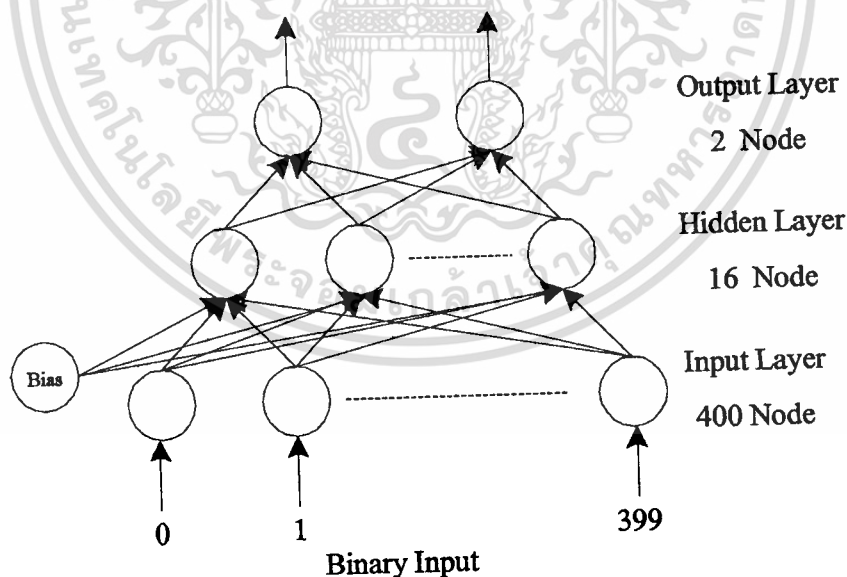 Output Layer
2 Node
Hidden Layer
16 Node
Bias
Input Layer
400 Node
0
1
399
Binary Input